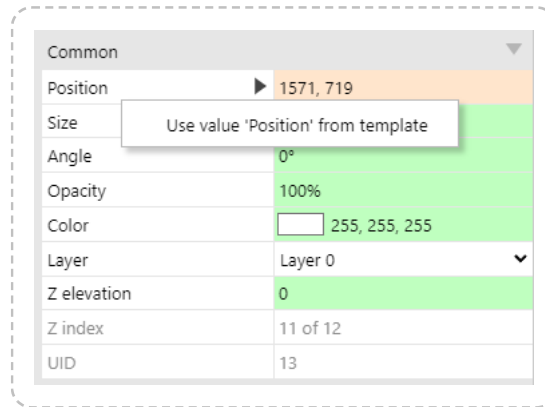 Common
Position 1571, 719
Use value 'Position' from template
Size
Angle 0°
Opacity 100%
Color 255, 255, 255
Layer Layer 0
Z elevation 0
Z index 11 of 12
UID 13